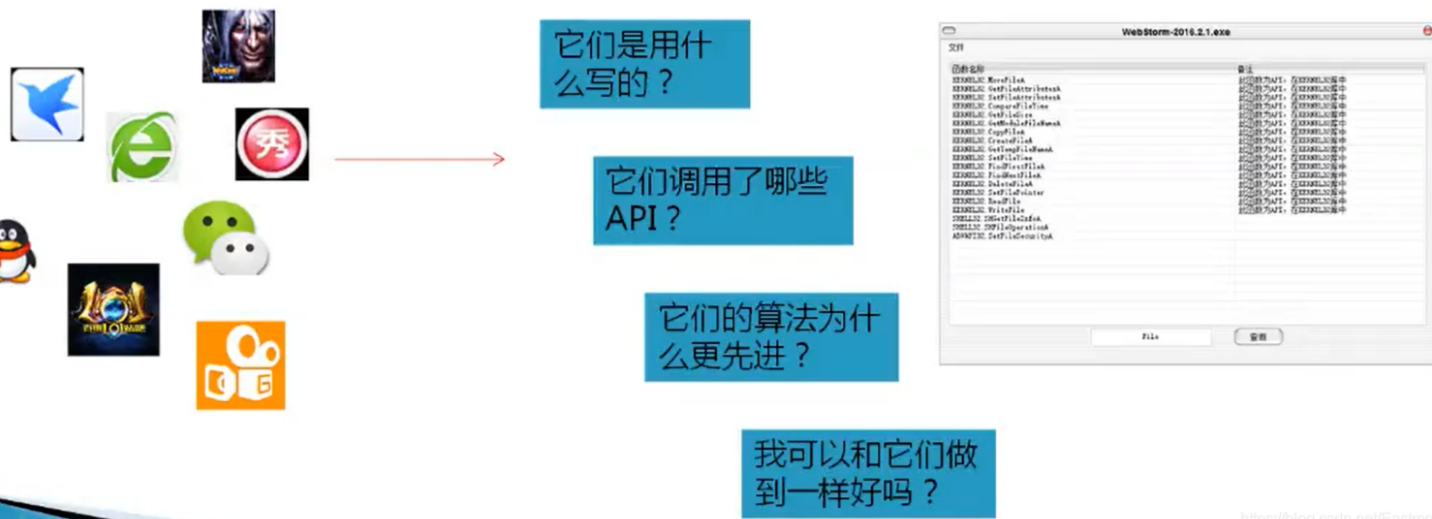 它们是用什
么写的？
它们调用了哪些
API？
它们的算法为什
么更先进？
我可以和它们做
到一样好吗？
秀
WebStorm-2016.2.1.exe
文件
函数名称 备注
KERNEL32.MoveFileA 此函数为API，在KERNEL32库中
KERNEL32.GetFileAttributesA 此函数为API，在KERNEL32库中
KERNEL32.SetFileAttributesA 此函数为API，在KERNEL32库中
KERNEL32.CompareFileTime 此函数为API，在KERNEL32库中
KERNEL32.GetFileSize 此函数为API，在KERNEL32库中
KERNEL32.GetModuleFileNameA 此函数为API，在KERNEL32库中
KERNEL32.CopyFileA 此函数为API，在KERNEL32库中
KERNEL32.CreateFileA 此函数为API，在KERNEL32库中
KERNEL32.GetTempFileNameA 此函数为API，在KERNEL32库中
KERNEL32.SetFileTime 此函数为API，在KERNEL32库中
KERNEL32.FindFirstFileA 此函数为API，在KERNEL32库中
KERNEL32.FindNextFileA 此函数为API，在KERNEL32库中
KERNEL32.DeleteFileA 此函数为API，在KERNEL32库中
KERNEL32.SetFilePointer 此函数为API，在KERNEL32库中
KERNEL32.ReadFile 此函数为API，在KERNEL32库中
KERNEL32.WriteFile 此函数为API，在KERNEL32库中
SHELL32.SHGetFileInfoA
SHELL32.SHFileOperationA
ADVAPI32.SetFileSecurityA
File 查询